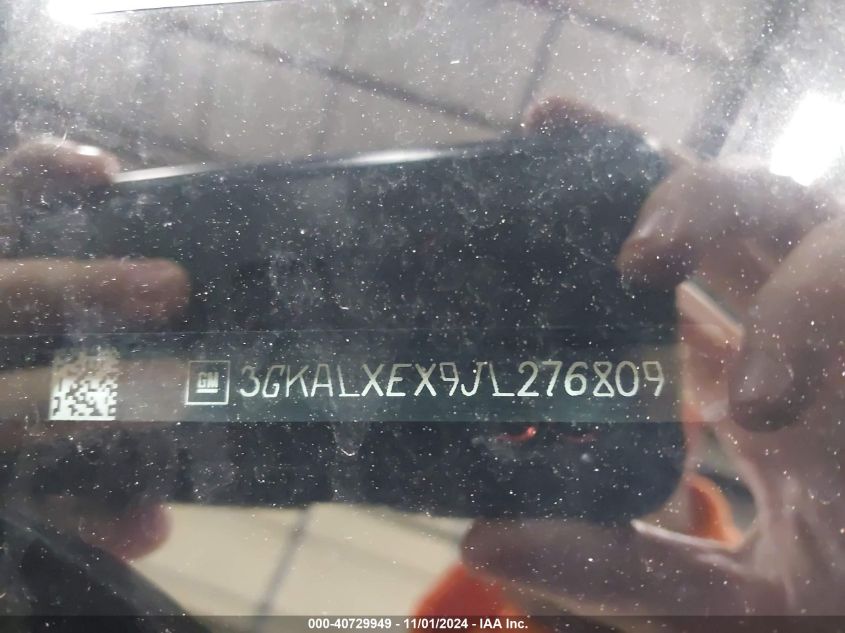 GM 3GKALXEX9JL276809
000-40729949 - 11/01/2024 - IAA Inc.